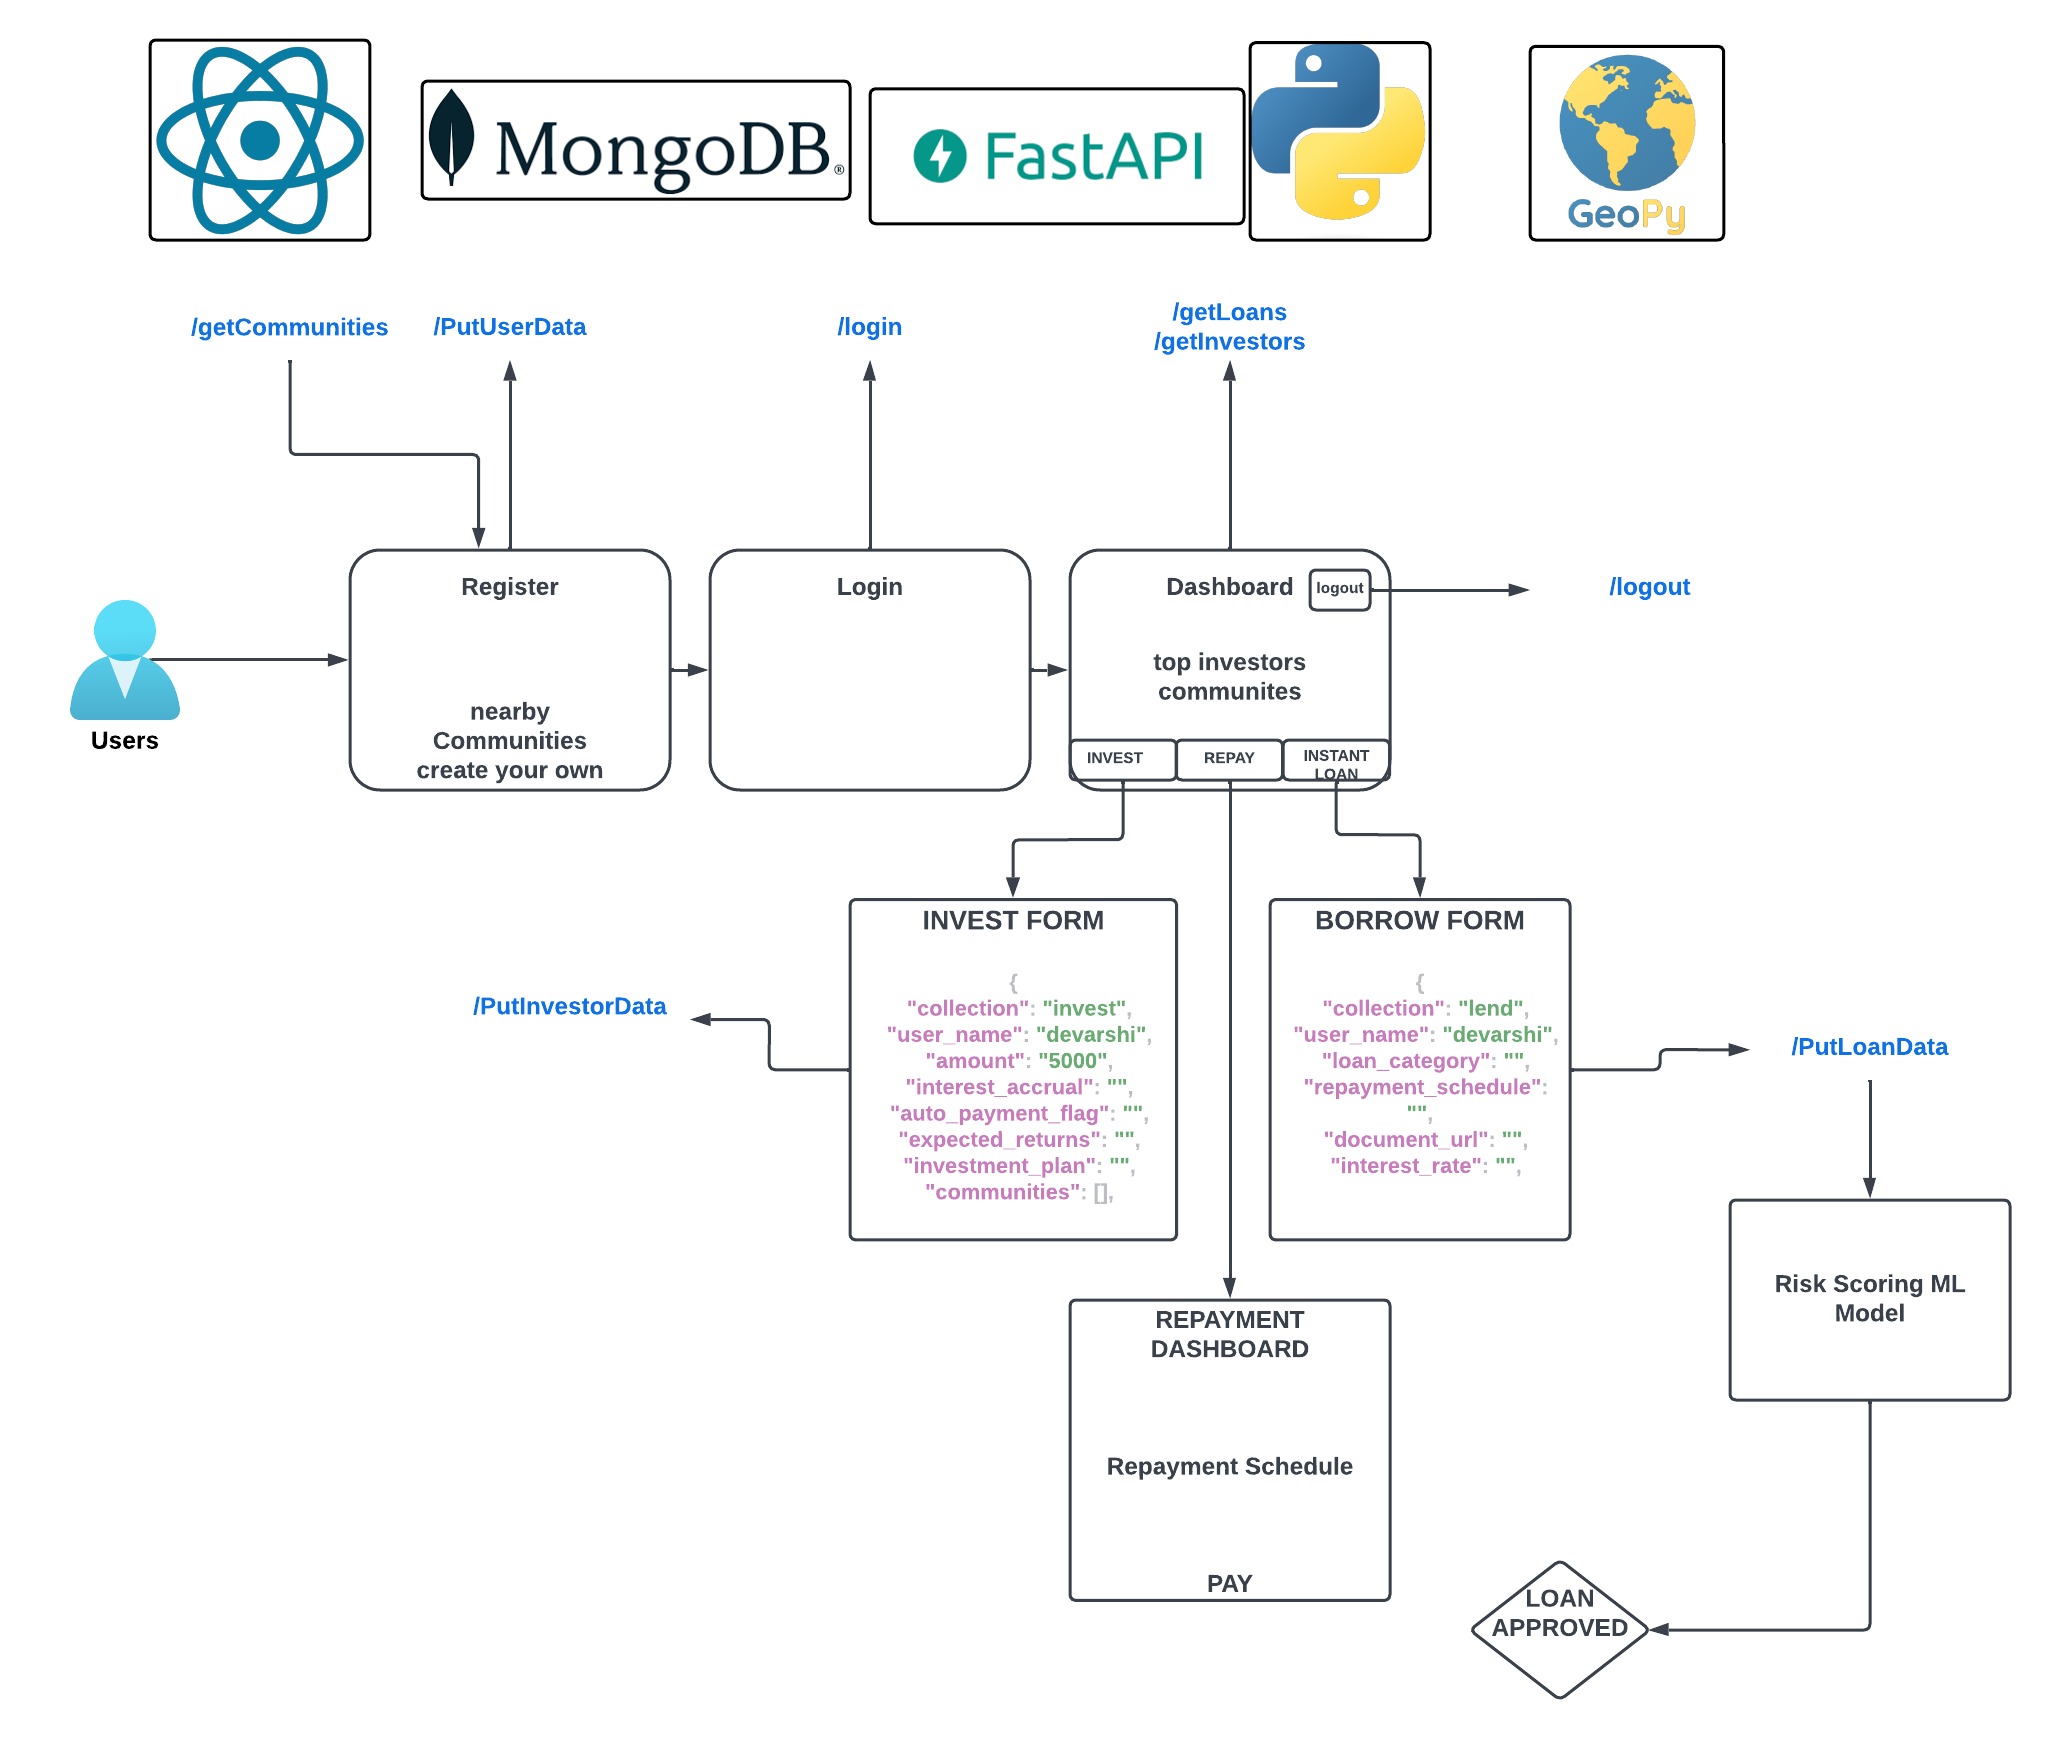 MongoDB®
FastAPI
GeoPy
/getCommunities
/PutUserData
/login
/getLoans
/getInvestors
Register
nearby
Communities
create your own
Login
Dashboard
logout
/logout
top investors
communites
INVEST
REPAY
INSTANT
LOAN
Users
INVEST FORM
{
"collection": "invest",
"user_name": "devarshi",
"amount": "5000",
"interest_accrual": "",
"auto_payment_flag": "",
"expected_returns": "",
"investment_plan": "",
"communities": [],
BORROW FORM
{
"collection": "lend",
"user_name": "devarshi",
"loan_category": "",
"repayment_schedule":
"",
"document_url": "",
"interest_rate": "",
/PutInvestorData
/PutLoanData
Risk Scoring ML
Model
REPAYMENT
DASHBOARD
Repayment Schedule
PAY
LOAN
APPROVED